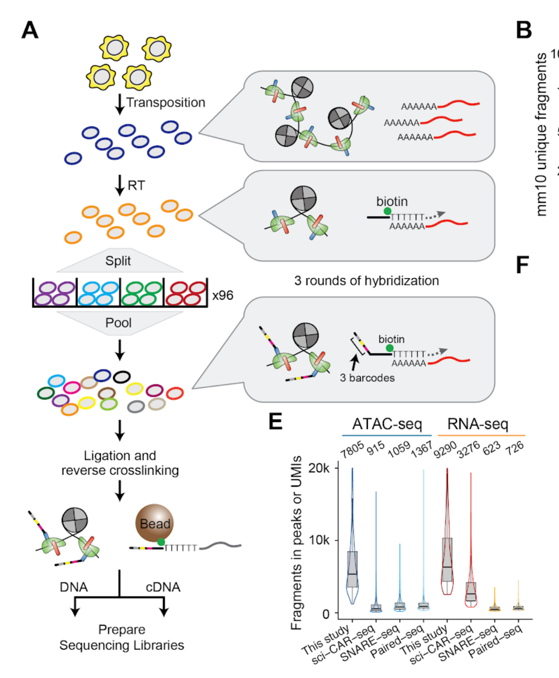 A
Transposition
AAAAAA
AAAAAA
AAAAAA
RT
biotin
TTTTTT
AAAAAA
Split
x96
Pool
3 rounds of hybridization
biotin
TTTTTT
AAAAAA
3 barcodes
Ligation and
reverse crosslinking
Bead
TTTTT
DNA
cDNA
Prepare
Sequencing Libraries
B
10
mm10 unique fragments
F
E
ATAC-seq
RNA-seq
7805
915
1059
1367
9290
3276
623
726
Fragments in peaks or UMIs
20k
10k
0
This study
sci–CAR–seq
SNARE–seq
Paired–seq
This study
sci–CAR–seq
SNARE–seq
Paired–seq